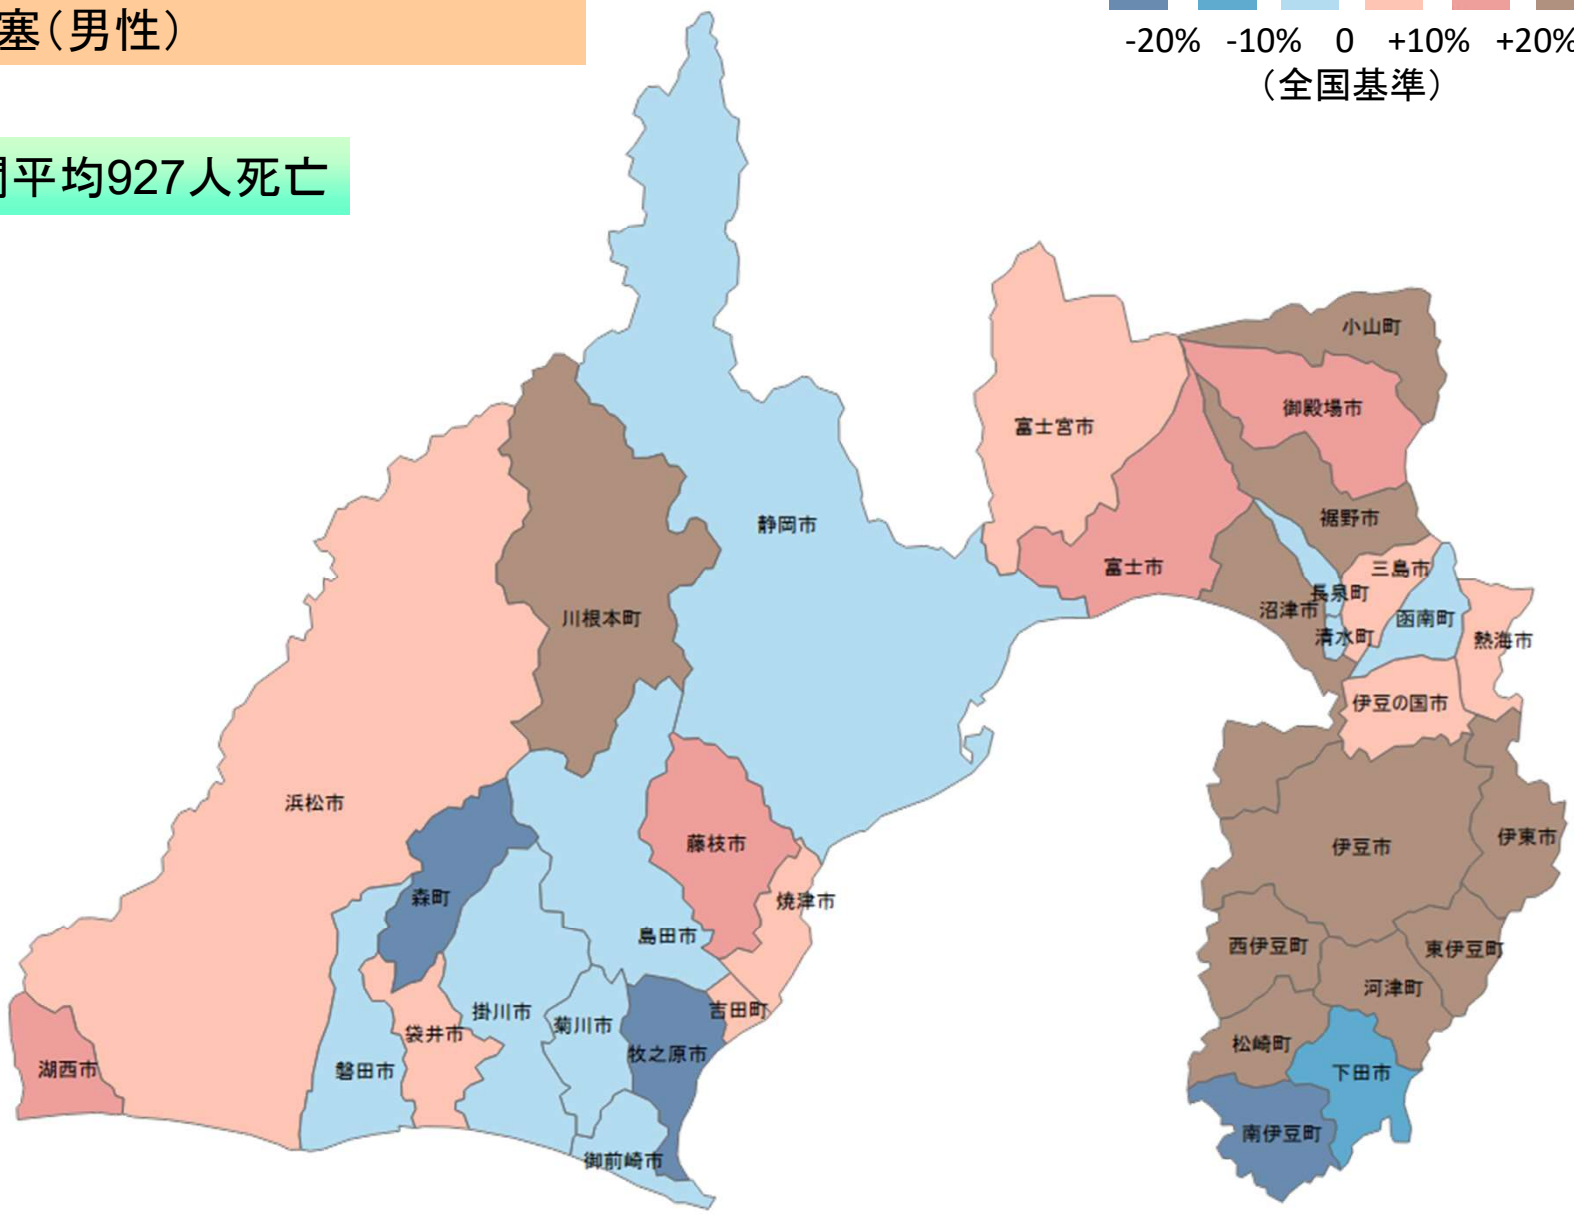 塞（男性）
-20% -10% 0 +10% +20%
（全国基準）
平均927人死亡
小山町
御殿場市
富士宮市
裾野市
静岡市
富士市
三島市
長泉町
沼津市
函南町
清水町
熱海市
川根本町
伊豆の国市
浜松市
伊東市
藤枝市
伊豆市
森町
焼津市
島田市
西伊豆町
東伊豆町
河津町
掛川市
吉田町
菊川市
袋井市
松崎町
牧之原市
湖西市
磐田市
下田市
南伊豆町
御前崎市